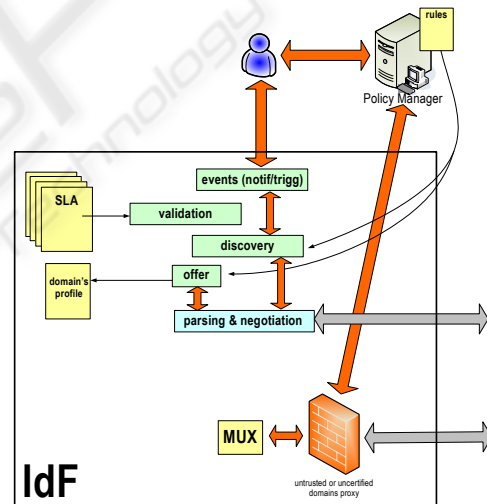 rules
Policy Manager
events (notif/trigg)
SLA
validation
discovery
offer
domain's
profile
parsing & negotiation
MUX
untrusted or uncertified
domains proxy
IdF